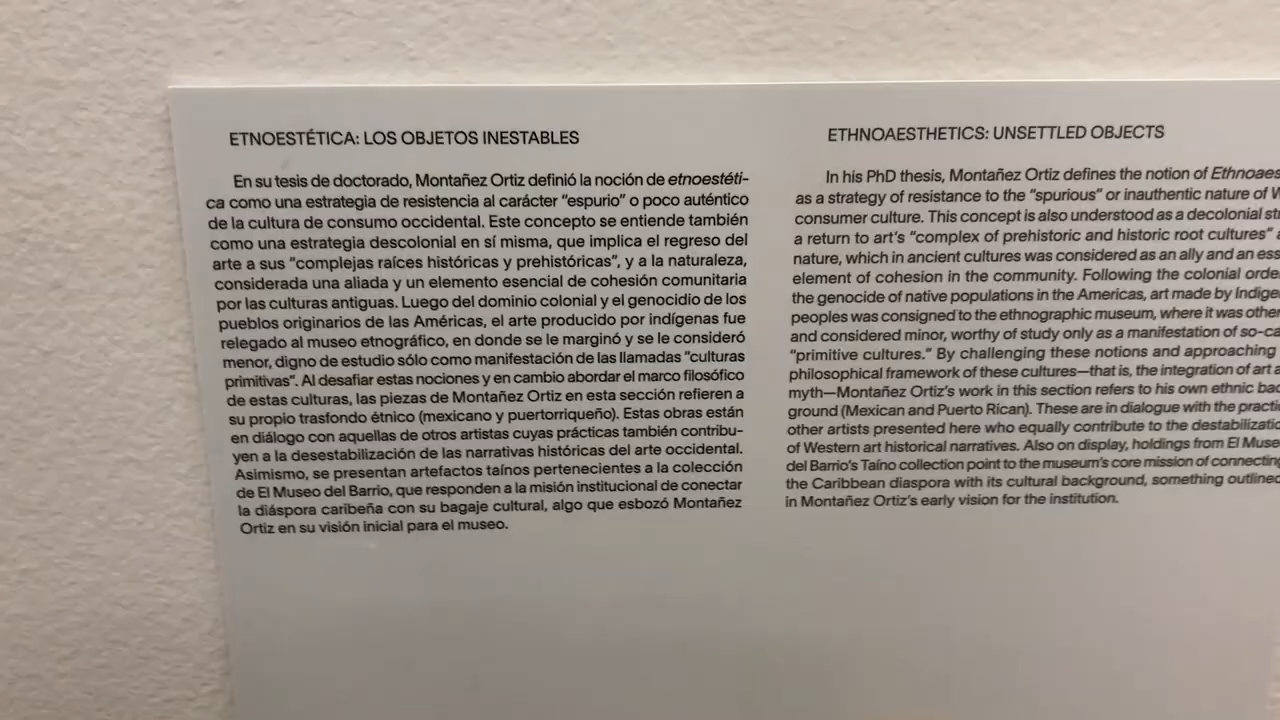 ETNOESTÉTICA: LOS OBJETOS INESTABLES
En su tesis de doctorado, Montañez Ortiz definió la noción de etnoestéti-
ca como una estrategia de resistencia al carácter "espurio" o poco auténtico
de la cultura de consumo occidental. Este concepto se entiende también
como una estrategia descolonial en sí misma, que implica el regreso del
arte a sus "complejas raíces históricas y prehistóricas", y a la naturaleza,
considerada una aliada y un elemento esencial de cohesión comunitaria
por las culturas antiguas. Luego del dominio colonial y el genocidio de los
pueblos originarios de las Américas, el arte producido por indígenas fue
relegado al museo etnográfico, en donde se le marginó y se le consideró
menor, digno de estudio sólo como manifestación de las llamadas "culturas
primitivas". Al desafiar estas nociones y en cambio abordar el marco filosófico
de estas culturas, las piezas de Montañez Ortiz en esta sección refieren a
su propio trasfondo étnico (mexicano y puertorriqueño). Estas obras están
en diálogo con aquellas de otros artistas cuyas prácticas también contribu-
yen a la desestabilización de las narrativas históricas del arte occidental.
Asimismo, se presentan artefactos taínos pertenecientes a la colección
de El Museo del Barrio, que responden a la misión institucional de conectar
la diáspora caribeña con su bagaje cultural, algo que esbozó Montañez
Ortiz en su visión inicial para el museo.
ETHNOAESTHETICS: UNSETTLED OBJECTS
In his PhD thesis, Montañez Ortiz defines the notion of Ethnoaes
as a strategy of resistance to the "spurious" or inauthentic nature of W
consumer culture. This concept is also understood as a decolonial st
a return to art's "complex of prehistoric and historic root cultures" a
nature, which in ancient cultures was considered as an ally and an ess
element of cohesion in the community. Following the colonial orde
the genocide of native populations in the Americas, art made by Indige
peoples was consigned to the ethnographic museum, where it was other
and considered minor, worthy of study only as a manifestation of so-ca
"primitive cultures." By challenging these notions and approaching
philosophical framework of these cultures—that is, the integration of art a
myth—Montañez Ortiz's work in this section refers to his own ethnic bac
ground (Mexican and Puerto Rican). These are in dialogue with the practi
other artists presented here who equally contribute to the destabilizatio
of Western art historical narratives. Also on display, holdings from El Muse
del Barrio's Taíno collection point to the museum's core mission of connecting
the Caribbean diaspora with its cultural background, something outlined
in Montañez Ortiz's early vision for the institution.